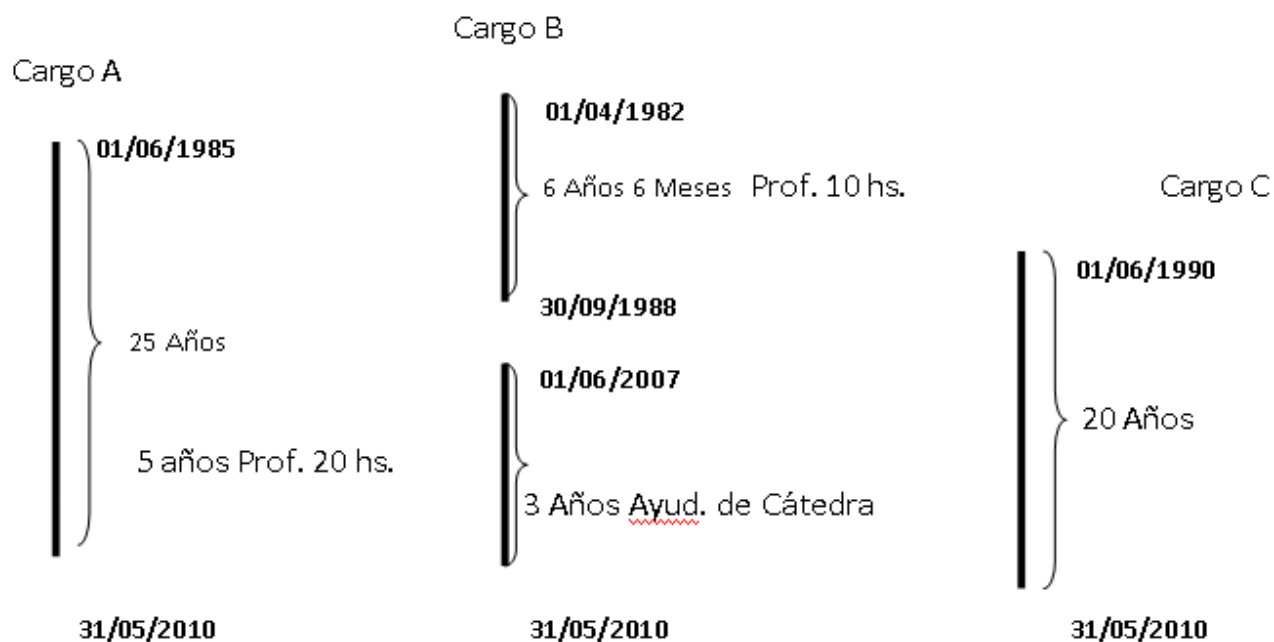 Cargo B
Cargo A
01/04/1982
01/06/1985
6 Años 6 Meses Prof. 10 hs.
Cargo C
01/06/1990
30/09/1988
25 Años
01/06/2007
20 Años
5 años Prof. 20 hs.
3 Años Ayud. de Cátedra
31/05/2010
31/05/2010
31/05/2010